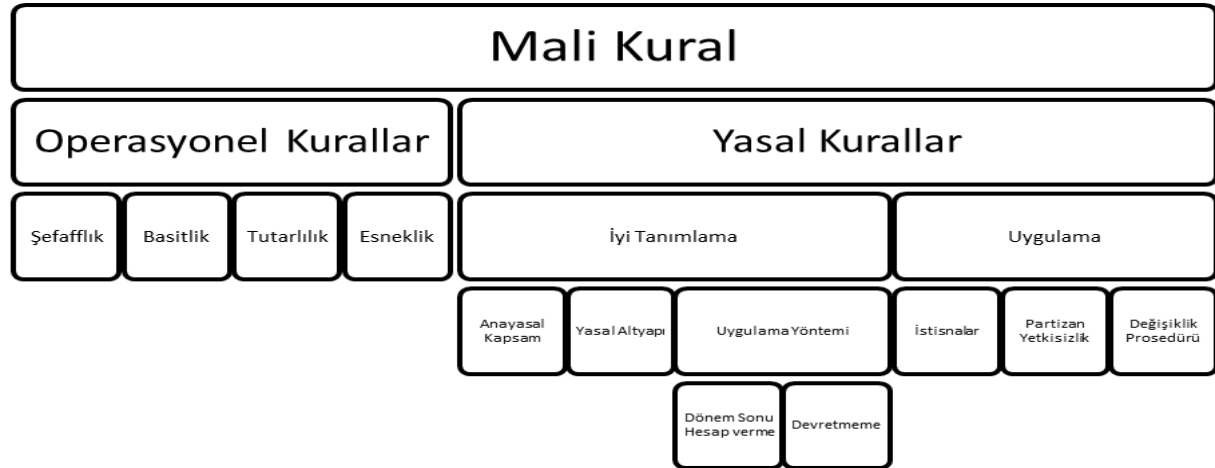 Mali Kural
Operasyonel Kurallar
Yasal Kurallar
Şefafflık
Basitlik
Tutarlılık
Esneklik
İyi Tanımlama
Uygulama
Anayasal
Kapsam
Yasal Altyapı
Uygulama Yöntemi
İstisnalar
Partizan
Yetkisizlik
Değişiklik
Prosedürü
Dönem Sonu
Hesap verme
Devretmeme